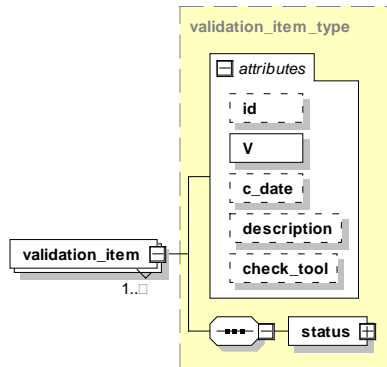 validation_item_type
attributes
id
V
c_date
description
check_tool
validation_item
1..□
status